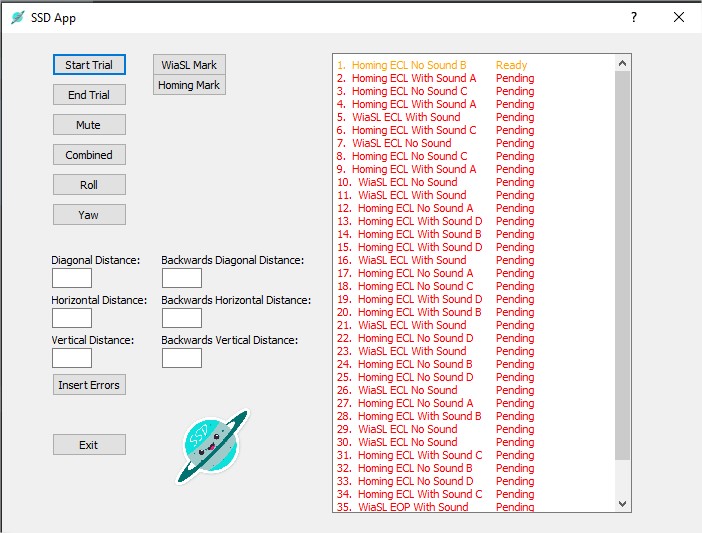 SSD App
?
Start Trial
WiaSL Mark
End Trial
Homing Mark
Mute
Combined
Roll
Yaw
Diagonal Distance:
Backwards Diagonal Distance:
Horizontal Distance:
Backwards Horizontal Distance:
Vertical Distance:
Backwards Vertical Distance:
Insert Errors
Exit
SSD
1. Homing ECL No Sound B Ready
2. Homing ECL With Sound A Pending
3. Homing ECL No Sound C Pending
4. Homing ECL With Sound A Pending
5. WiaSL ECL With Sound Pending
6. Homing ECL With Sound C Pending
7. WiaSL ECL No Sound Pending
8. Homing ECL No Sound C Pending
9. Homing ECL With Sound A Pending
10. WiaSL ECL No Sound Pending
11. WiaSL ECL With Sound Pending
12. Homing ECL No Sound A Pending
13. Homing ECL With Sound D Pending
14. Homing ECL With Sound B Pending
15. Homing ECL With Sound D Pending
16. WiaSL ECL With Sound Pending
17. Homing ECL No Sound A Pending
18. Homing ECL No Sound C Pending
19. Homing ECL With Sound D Pending
20. Homing ECL With Sound B Pending
21. WiaSL ECL With Sound Pending
22. Homing ECL No Sound D Pending
23. WiaSL ECL With Sound Pending
24. Homing ECL No Sound B Pending
25. Homing ECL No Sound D Pending
26. WiaSL ECL No Sound Pending
27. Homing ECL No Sound A Pending
28. Homing ECL With Sound B Pending
29. WiaSL ECL No Sound Pending
30. WiaSL ECL No Sound Pending
31. Homing ECL With Sound C Pending
32. Homing ECL No Sound B Pending
33. Homing ECL No Sound D Pending
34. Homing ECL With Sound C Pending
35. WiaSL EOP With Sound Pending